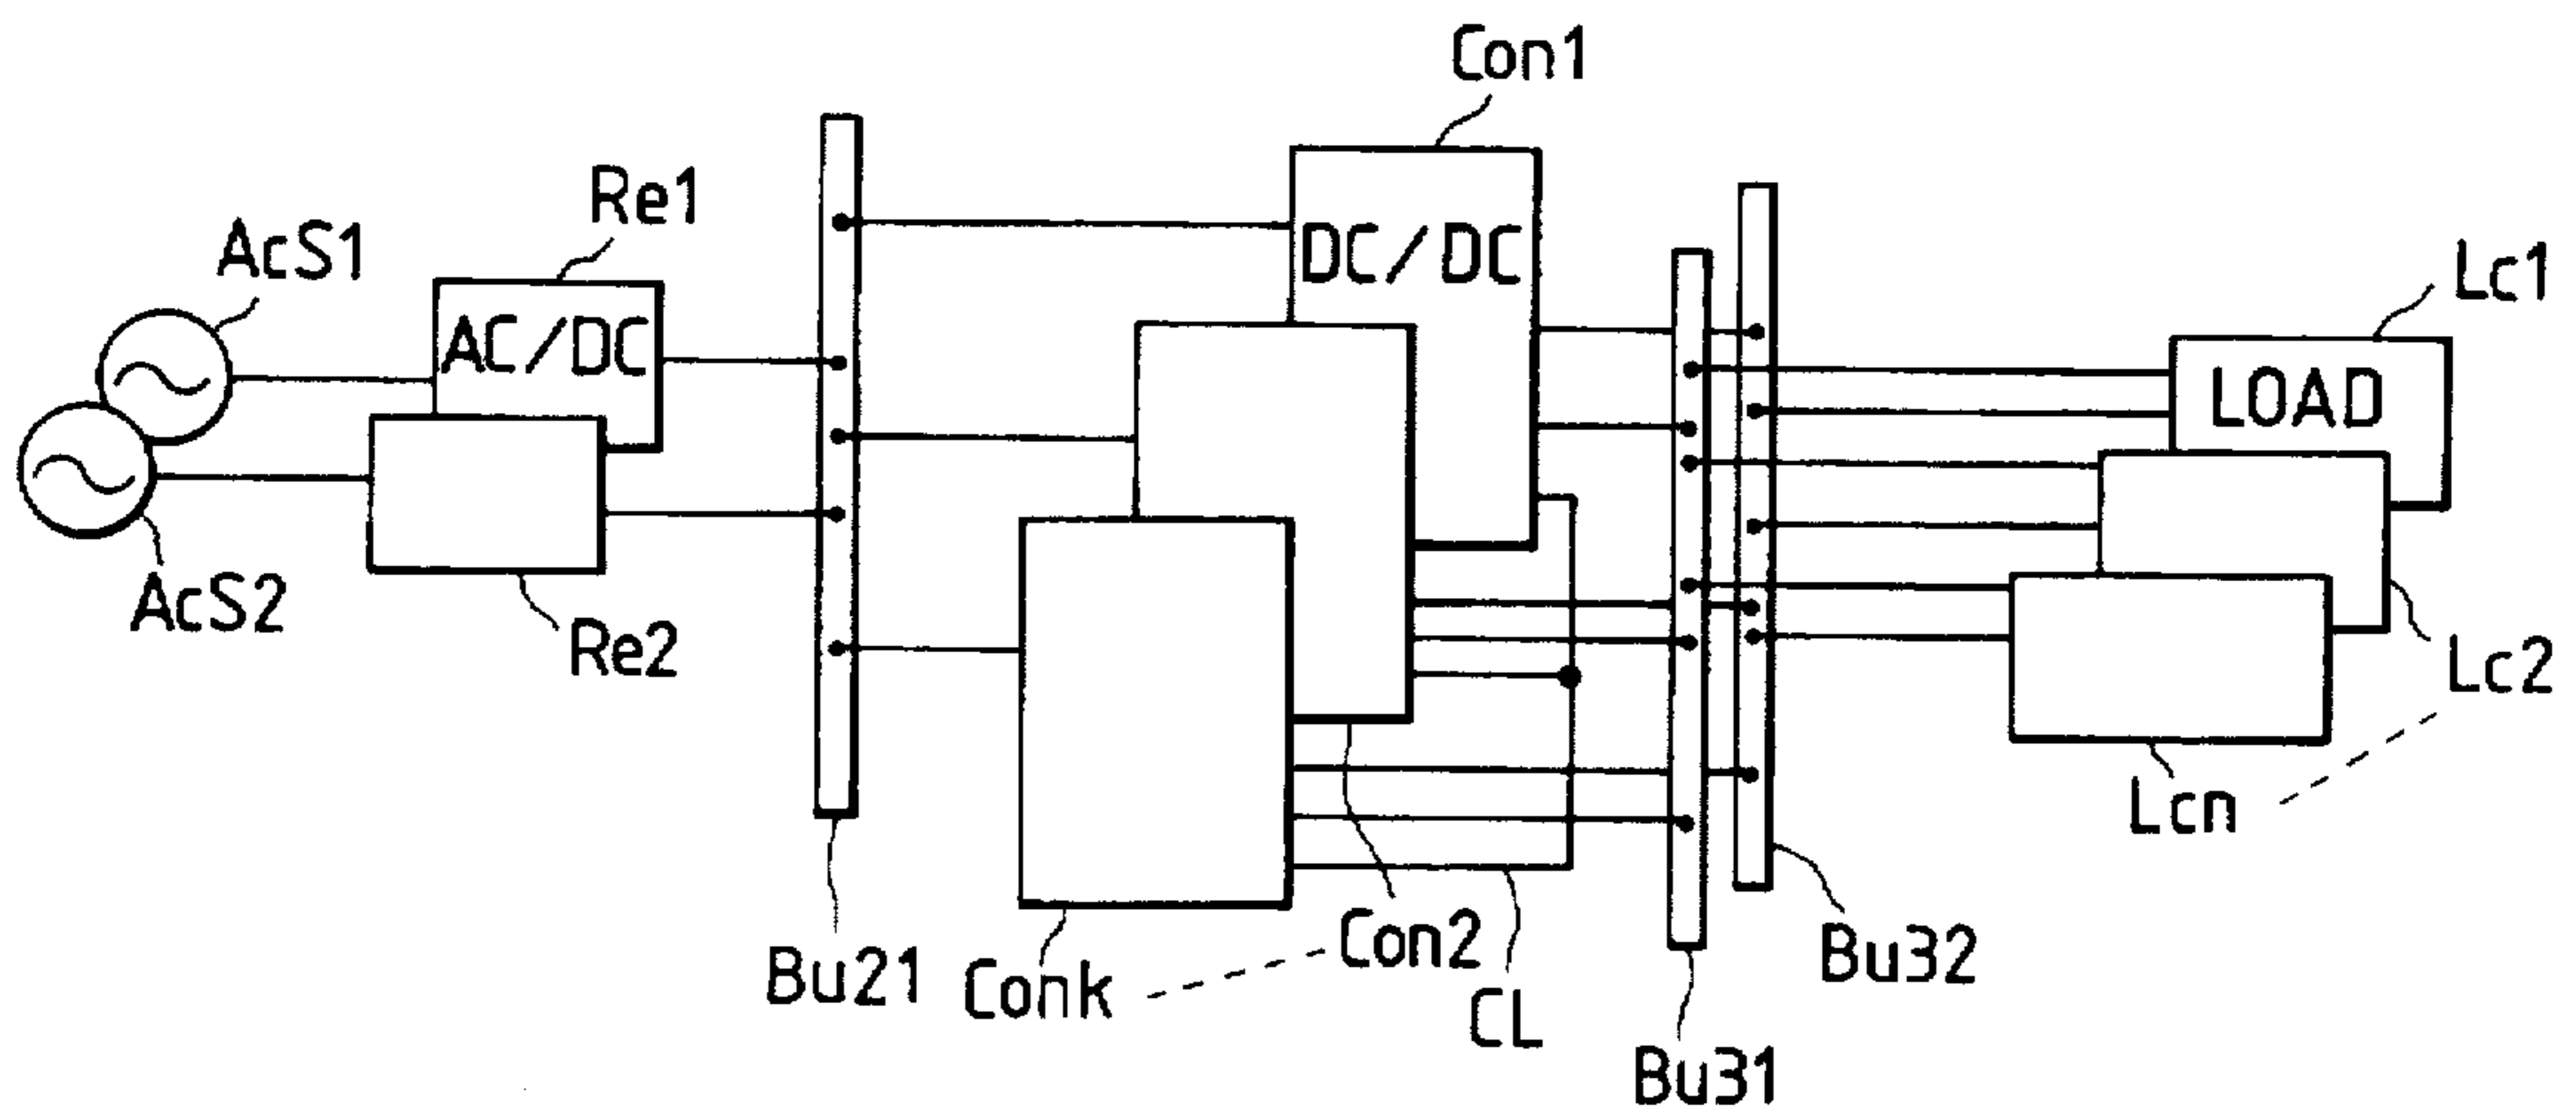 Con1
Re1
AcS1
DC/DC
Lc1
AC/DC
LOAD
AcS2
Re2
Lc2
Lcn
Con2
Bu32
Bu21
Conk
CL
Bu31